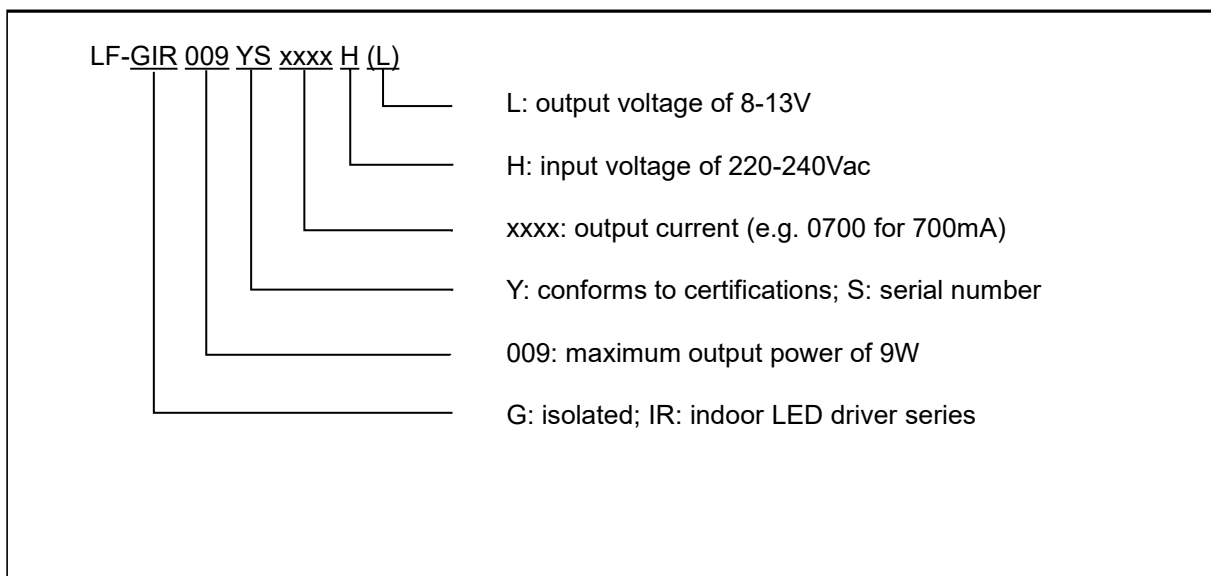 LF-GIR 009 YS xxxx H (L)
L: output voltage of 8-13V
H: input voltage of 220-240Vac
xxxx: output current (e.g. 0700 for 700mA)
Y: conforms to certifications; S: serial number
009: maximum output power of 9W
G: isolated; IR: indoor LED driver series